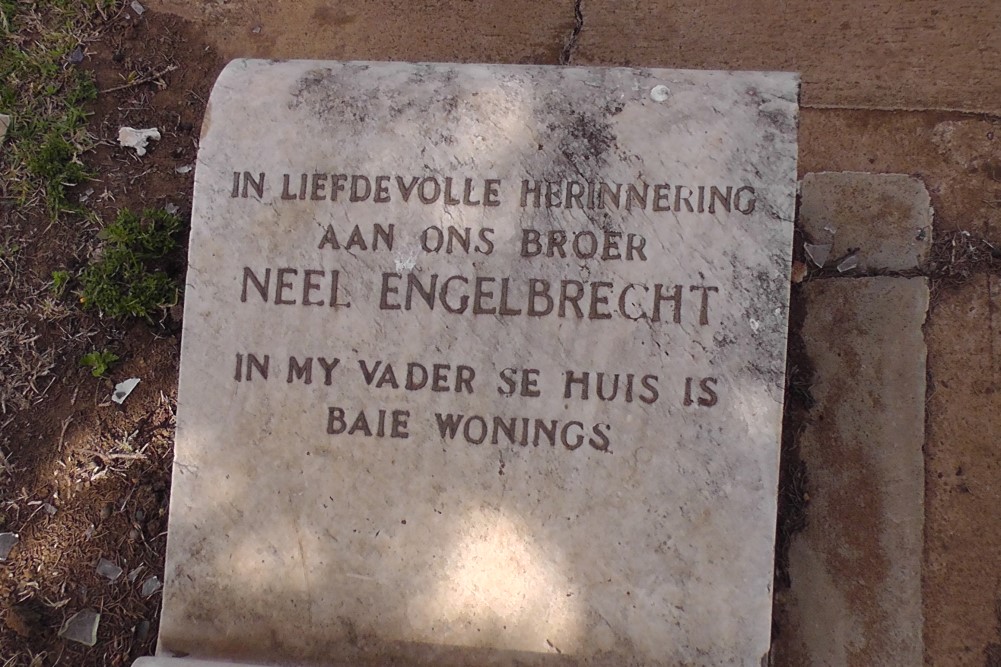 IN LIEFDEVOLLE HERINNERING
AAN ONS BROER
NEEL ENGELBRECHT
IN MY VADER SE HUIS IS
BAIE WONINGS